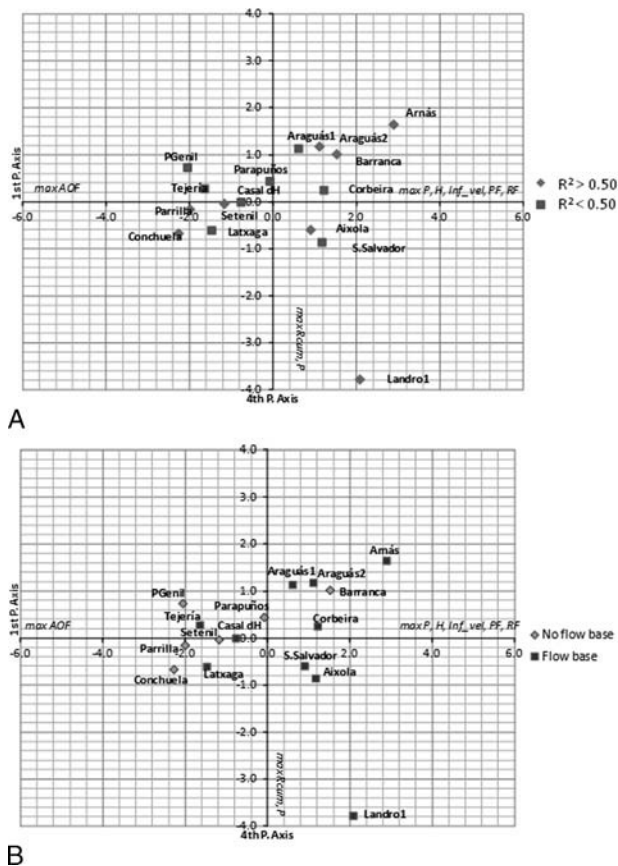 4.0
3.0
2.0
1.0
0.0
-1.0
-2.0
-3.0
-4.0
-6.0 -4.0 -2.0 0.0 2.0 4.0 6.0
1st P. Axis
4th P. Axis
max AOF
max P, H, Inf_vel, PF, RF
maxRcum, P
Arnás
Araguás1
Araguás2
Barranca
PGenil
Parapuños
Tejería
Casal dH
Corbeira
Parrilla
Setenil
Conchuela
Latxaga
Aixola
S.Salvador
Landro1
R² > 0.50
R² < 0.50
A
4.0
3.0
2.0
1.0
0.0
-1.0
-2.0
-3.0
-4.0
-6.0 -4.0 -2.0 0.0 2.0 4.0 6.0
1st P. Axis
4th P. Axis
max AOF
max P, H, Inf_vel, PF, RF
maxRcum, P
Arnás
Araguás1
Araguás2
Barranca
PGenil
Parapuños
Tejería
Casal dH
Corbeira
Setenil
Parrilla
Conchuela
Latxaga
S.Salvador
Aixola
Landro1
No flow base
Flow base
B